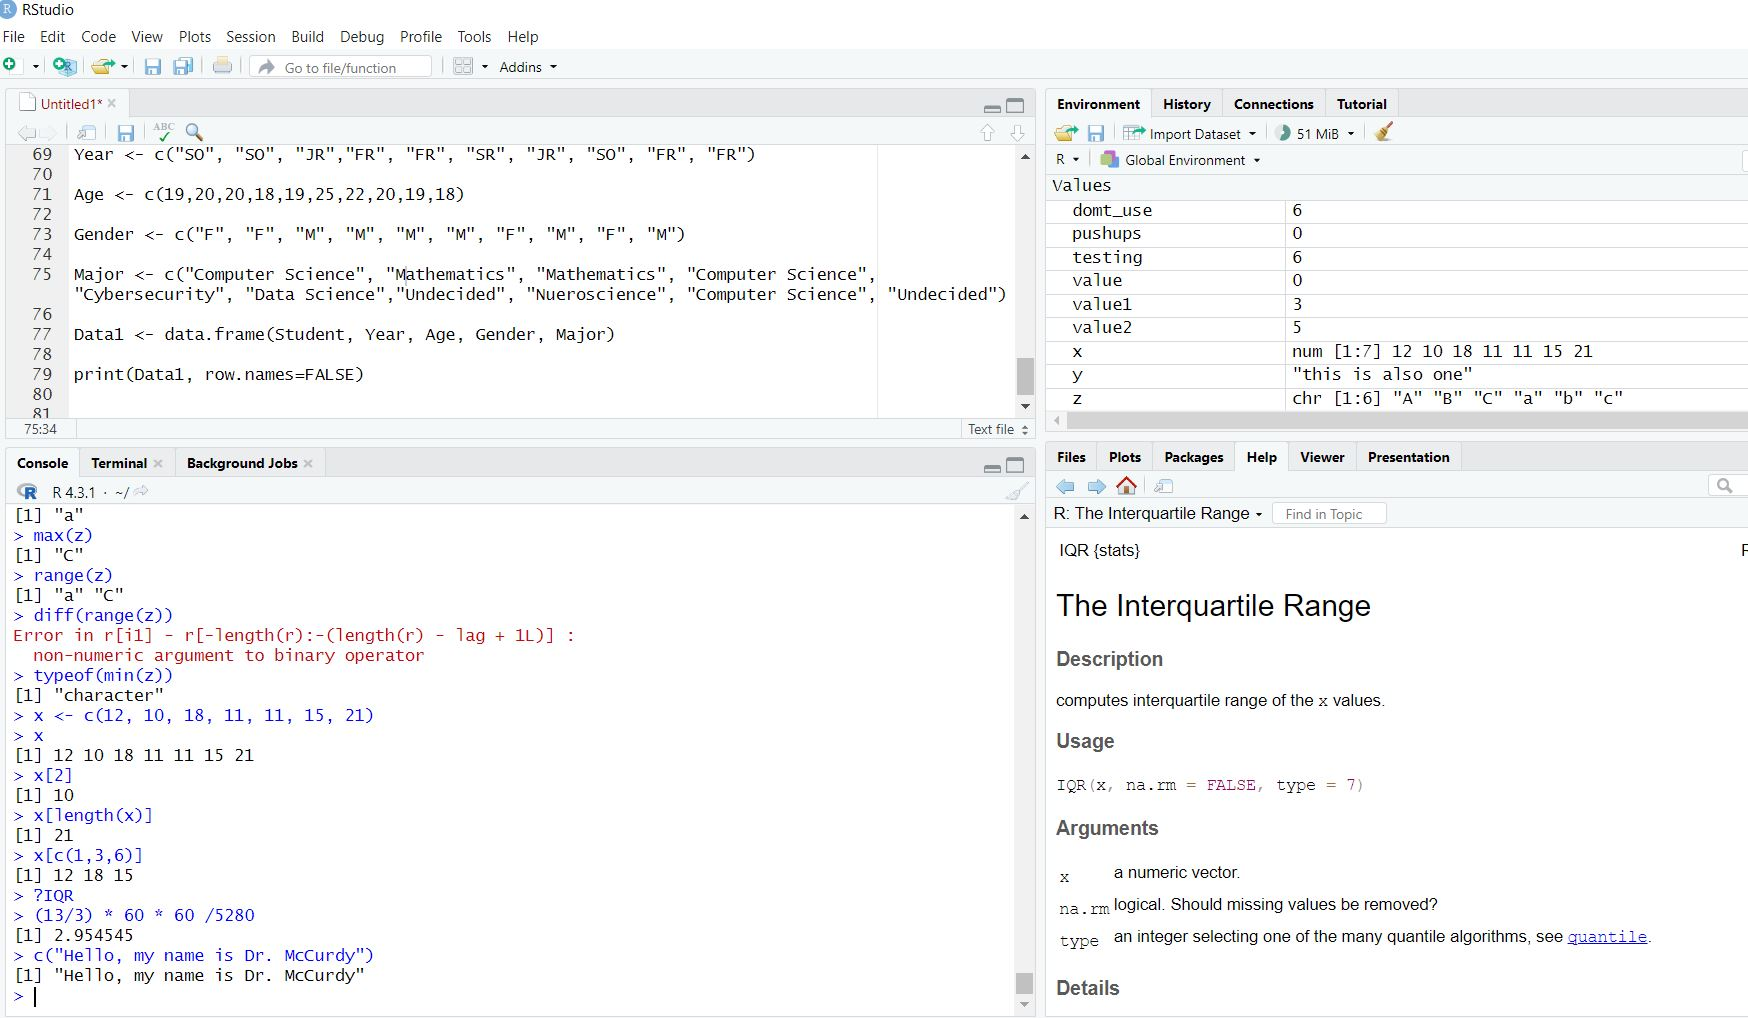 RStudio
File Edit Code View Plots Session Build Debug Profile Tools Help
Go to file/function Addins
Untitled1*
ABC
69 Year <- c("SO", "SO", "JR","FR", "FR", "SR", "JR", "SO", "FR", "FR")
70
71 Age <- c(19,20,20,18,19,25,22,20,19,18)
72
73 Gender <- c("F", "F", "M", "M", "M", "M", "F", "M", "F", "M")
74
75 Major <- c("Computer Science", "Mathematics", "Mathematics", "Computer Science",
"Cybersecurity", "Data Science","Undecided", "Nueroscience", "Computer Science", "Undecided")
76
77 Data1 <- data.frame(Student, Year, Age, Gender, Major)
78
79 print(Data1, row.names=FALSE)
80
81
75:34 Text file
Console Terminal Background Jobs
R R 4.3.1 · ~/
[1] "a"
> max(z)
[1] "C"
> range(z)
[1] "a" "C"
> diff(range(z))
Error in r[i1] - r[-length(r):-(length(r) - lag + 1L)] :
non-numeric argument to binary operator
> typeof(min(z))
[1] "character"
> x <- c(12, 10, 18, 11, 11, 15, 21)
> x
[1] 12 10 18 11 11 15 21
> x[2]
[1] 10
> x[length(x)]
[1] 21
> x[c(1,3,6)]
[1] 12 18 15
> ?IQR
> (13/3) * 60 * 60 /5280
[1] 2.954545
> c("Hello, my name is Dr. McCurdy")
[1] "Hello, my name is Dr. McCurdy"
>
Environment History Connections Tutorial
Import Dataset 51 MiB
R Global Environment
Values
domt_use 6
pushups 0
testing 6
value 0
value1 3
value2 5
x num [1:7] 12 10 18 11 11 15 21
y "this is also one"
z chr [1:6] "A" "B" "C" "a" "b" "c"
Files Plots Packages Help Viewer Presentation
R: The Interquartile Range Find in Topic
IQR {stats}
The Interquartile Range
Description
computes interquartile range of the x values.
Usage
IQR(x, na.rm = FALSE, type = 7)
Arguments
x a numeric vector.
na.rm logical. Should missing values be removed?
type an integer selecting one of the many quantile algorithms, see quantile.
Details